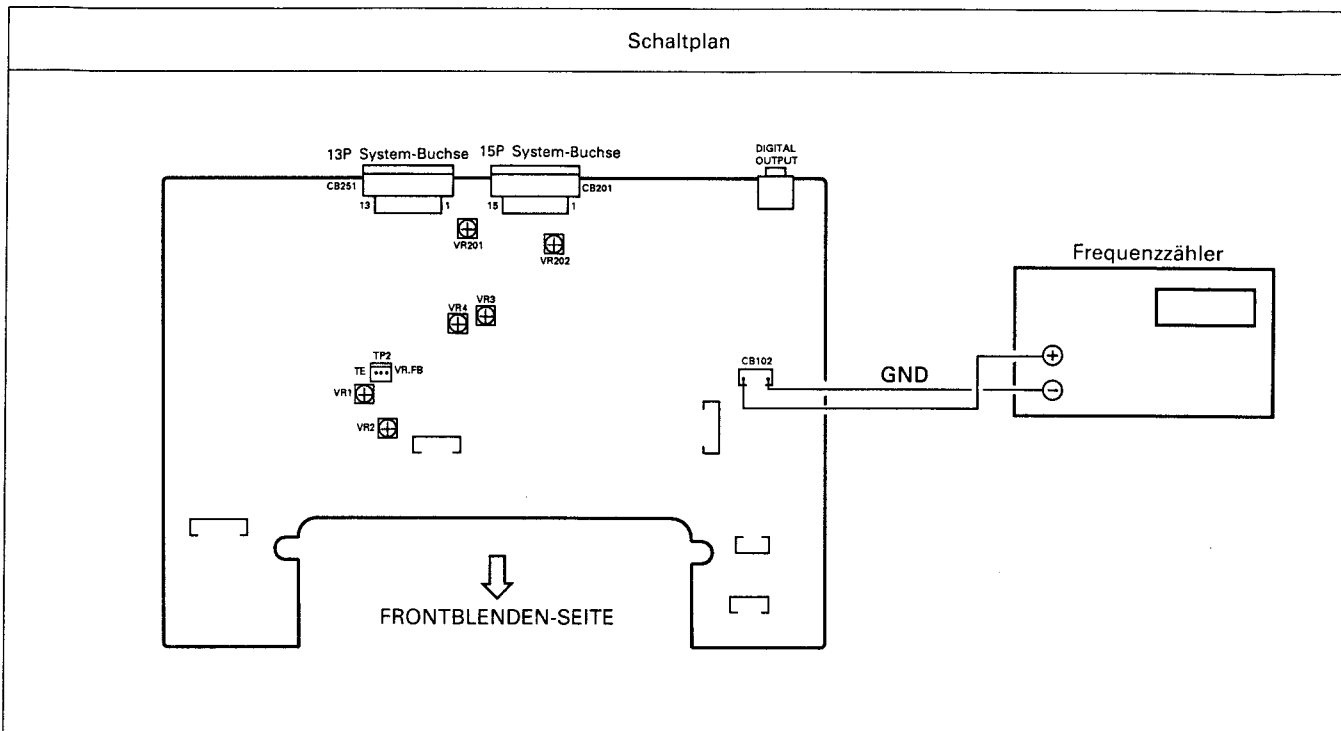 Schaltplan
13P System-Buchse
15P System-Buchse
DIGITAL
OUTPUT
CB251
CB201
13
1
15
1
VR201
VR202
Frequenzzähler
VR3
VR4
TP2
TE
VR.FB
CB102
GND
+
−
VR1
VR2
FRONTBLENDEN-SEITE